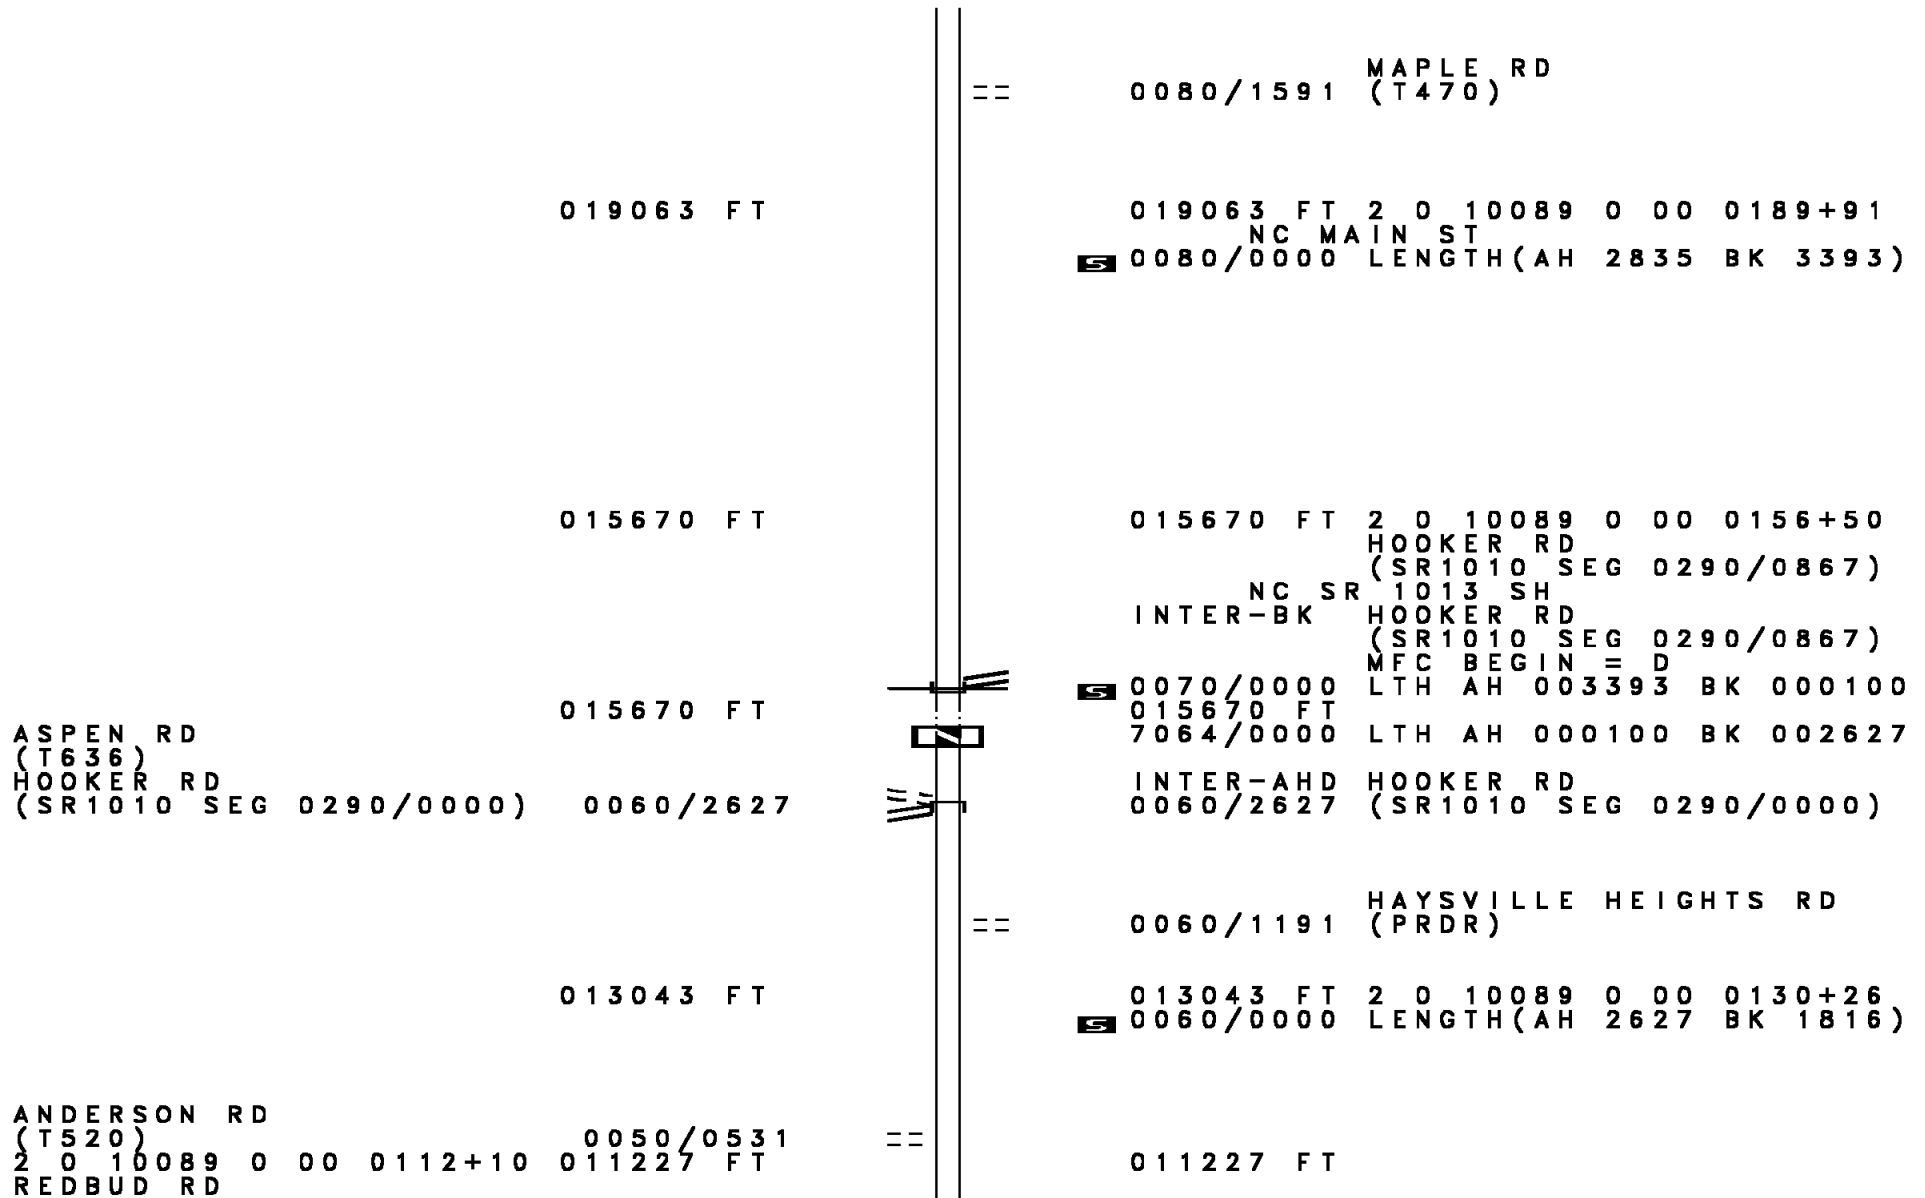 MAPLE RD
0080/1591 (T470)
019063 FT 019063 FT 2 0 10089 0 00 0189+91
NC MAIN ST
S 0080/0000 LENGTH(AH 2835 BK 3393)
015670 FT 015670 FT 2 0 10089 0 00 0156+50
HOOKER RD
(SR1010 SEG 0290/0867)
NC SR 1013 SH
INTER-BK HOOKER RD
(SR1010 SEG 0290/0867)
MFC BEGIN = D
S 0070/0000 LTH AH 003393 BK 000100
015670 FT 015670 FT
ASPEN RD 7064/0000 LTH AH 000100 BK 002627
(T636)
HOOKER RD INTER-AHD HOOKER RD
(SR1010 SEG 0290/0000) 0060/2627 0060/2627 (SR1010 SEG 0290/0000)
HAYSVILLE HEIGHTS RD
0060/1191 (PRDR)
013043 FT 013043 FT 2 0 10089 0 00 0130+26
S 0060/0000 LENGTH(AH 2627 BK 1816)
ANDERSON RD
(T520) 0050/0531
2 0 10089 0 00 0112+10 011227 FT 011227 FT
REDBUD RD